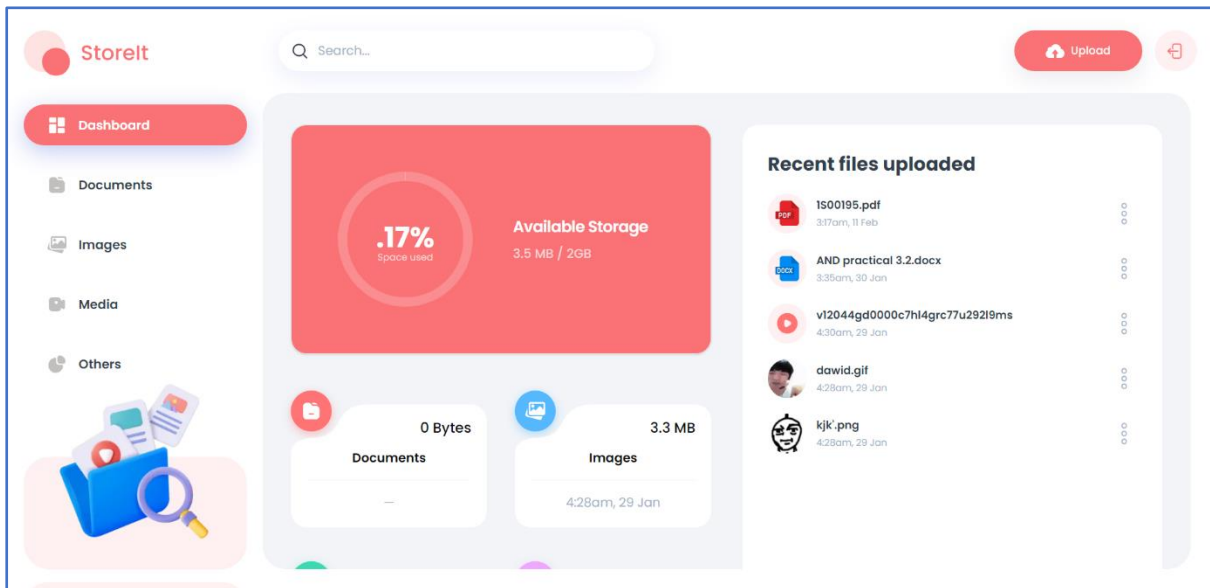 StoreIt
Search...
Upload
Dashboard
Documents
Images
Media
Others
.17%
Space used
Available Storage
3.5 MB / 2GB
0 Bytes
Documents
—
3.3 MB
Images
4:28am, 29 Jan
Recent files uploaded
PDF
1S00195.pdf
3:17am, 11 Feb
DOCX
AND practical 3.2.docx
3:35am, 30 Jan
4:30am, 29 Jan
dawid.gif
4:28am, 29 Jan
kjk'.png
4:28am, 29 Jan